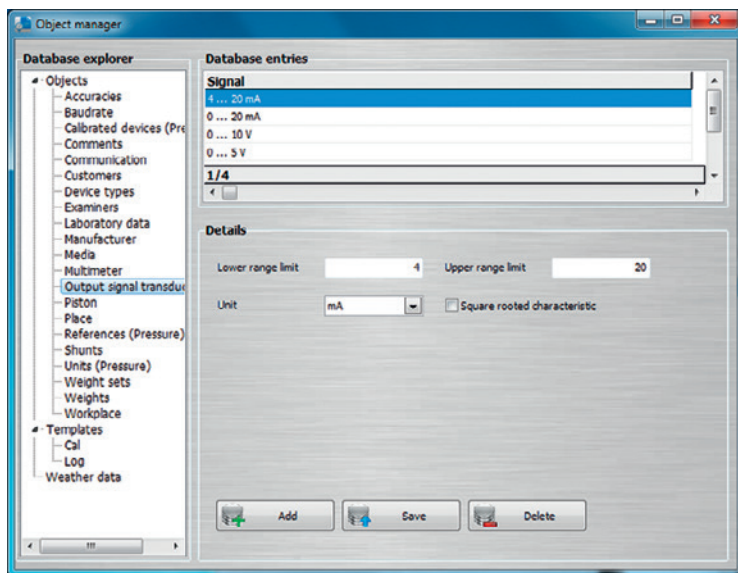 Object manager
Database explorer
Objects
Accuracies
Baudrate
Calibrated devices (Pre
Comments
Communication
Customers
Device types
Examiners
Laboratory data
Manufacturer
Media
Multimeter
Output signal transdu
Piston
Place
References (Pressure)
Shunts
Units (Pressure)
Weight sets
Weights
Workplace
Templates
Cal
Log
Weather data
Database entries
Signal
4 ... 20 mA
0 ... 20 mA
0 ... 10 V
0 ... 5 V
1/4
Details
Lower range limit 4 Upper range limit 20
Unit mA Square rooted characteristic
Add Save Delete